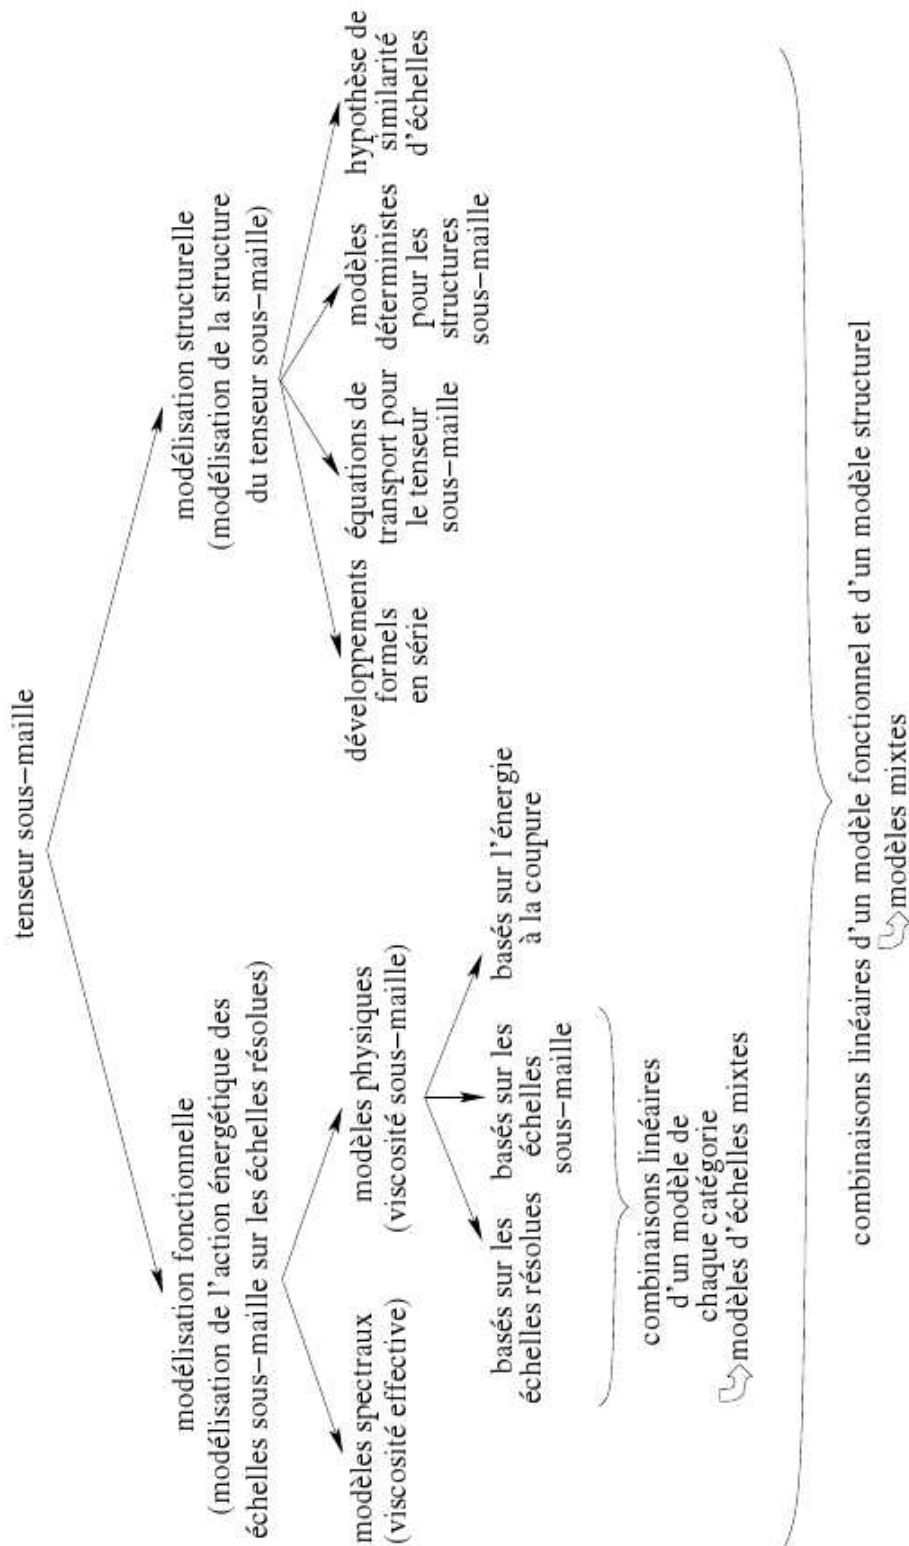 tenseur sous−maille
modélisation fonctionnelle
(modélisation de l'action énergétique des
échelles sous−maille sur les échelles résolues)
modélisation structurelle
(modélisation de la structure
du tenseur sous−maille)
modèles spectraux
(viscosité effective)
modèles physiques
(viscosité sous−maille)
développements
formels
en série
équations de
transport pour
le tenseur
sous−maille
modèles
déterministes
pour les
structures
sous−maille
hypothèse de
similarité
d'échelles
basés sur les
échelles résolues
basés sur les
échelles
sous−maille
basés sur l'énergie
à la coupure
combinaisons linéaires
d'un modèle de
chaque catégorie
modèles d'échelles mixtes
combinaisons linéaires d'un modèle fonctionnel et d'un modèle structurel
modèles mixtes